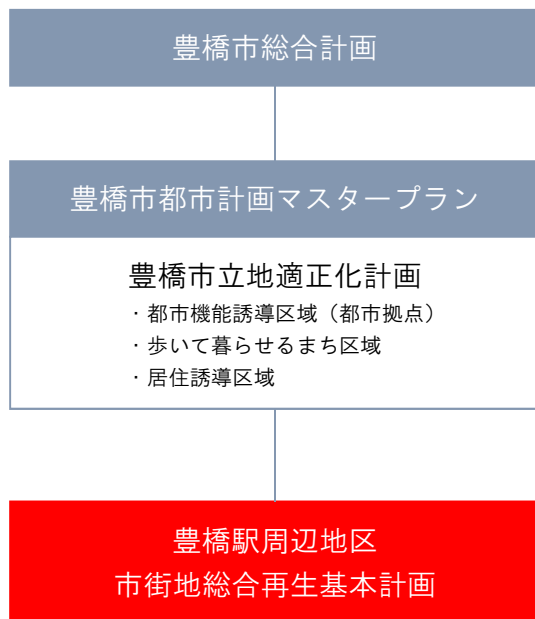 豊橋市総合計画
豊橋市都市計画マスタープラン
豊橋市立地適正化計画
・都市機能誘導区域（都市拠点）
・歩いて暮らせるまち区域
・居住誘導区域
豊橋駅周辺地区
市街地総合再生基本計画